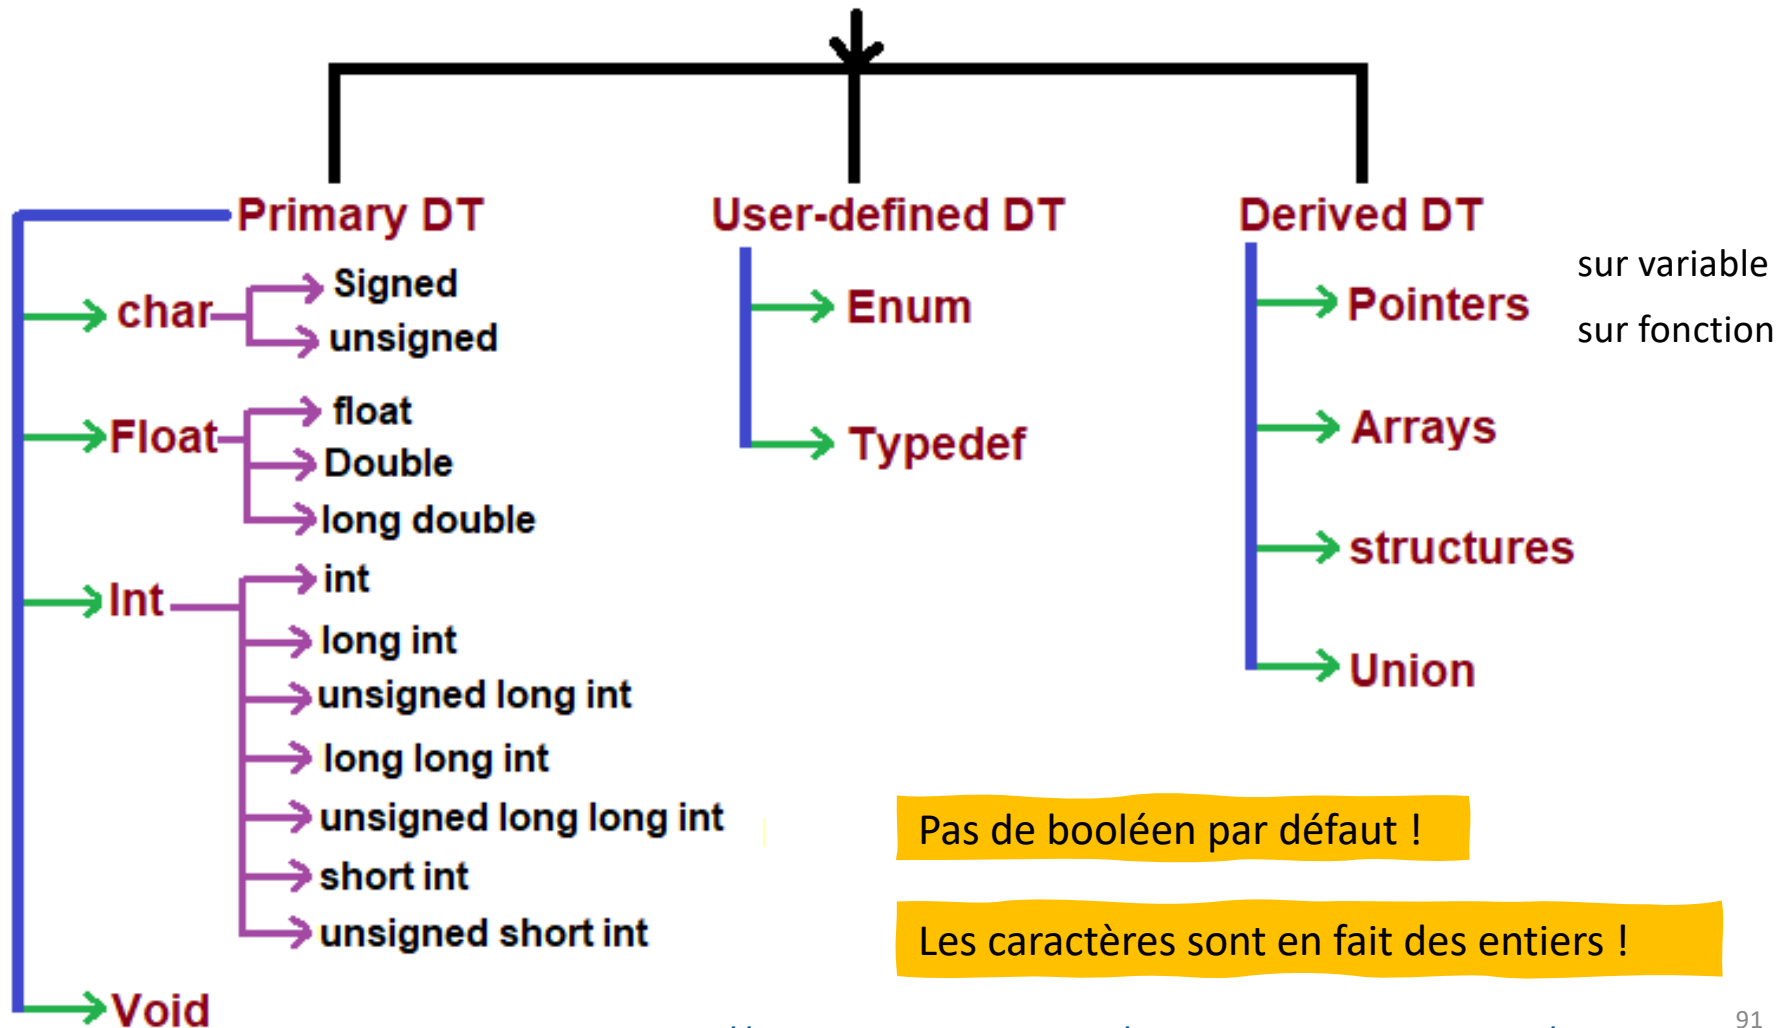 Primary DT
char
Signed
unsigned
Float
float
Double
long double
Int
int
long int
unsigned long int
long long int
unsigned long long int
short int
unsigned short int
Void
User-defined DT
Enum
Typedef
Derived DT
Pointers
sur variable
sur fonction
Arrays
structures
Union
Pas de booléen par défaut !
Les caractères sont en fait des entiers !
91